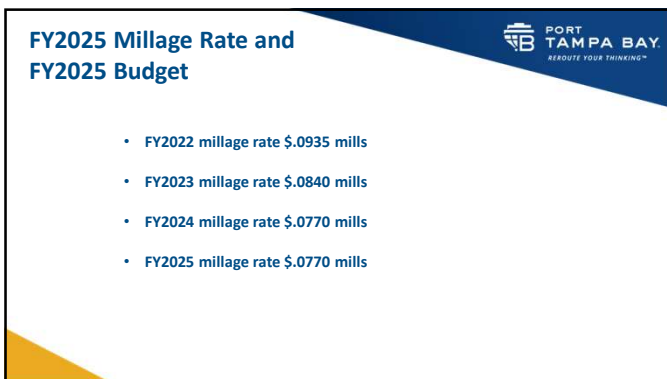 FY2025 Millage Rate and
FY2025 Budget
PORT
TAMPA BAY.
REROUTE YOUR THINKING℠
• FY2022 millage rate $.0935 mills
• FY2023 millage rate $.0840 mills
• FY2024 millage rate $.0770 mills
• FY2025 millage rate $.0770 mills